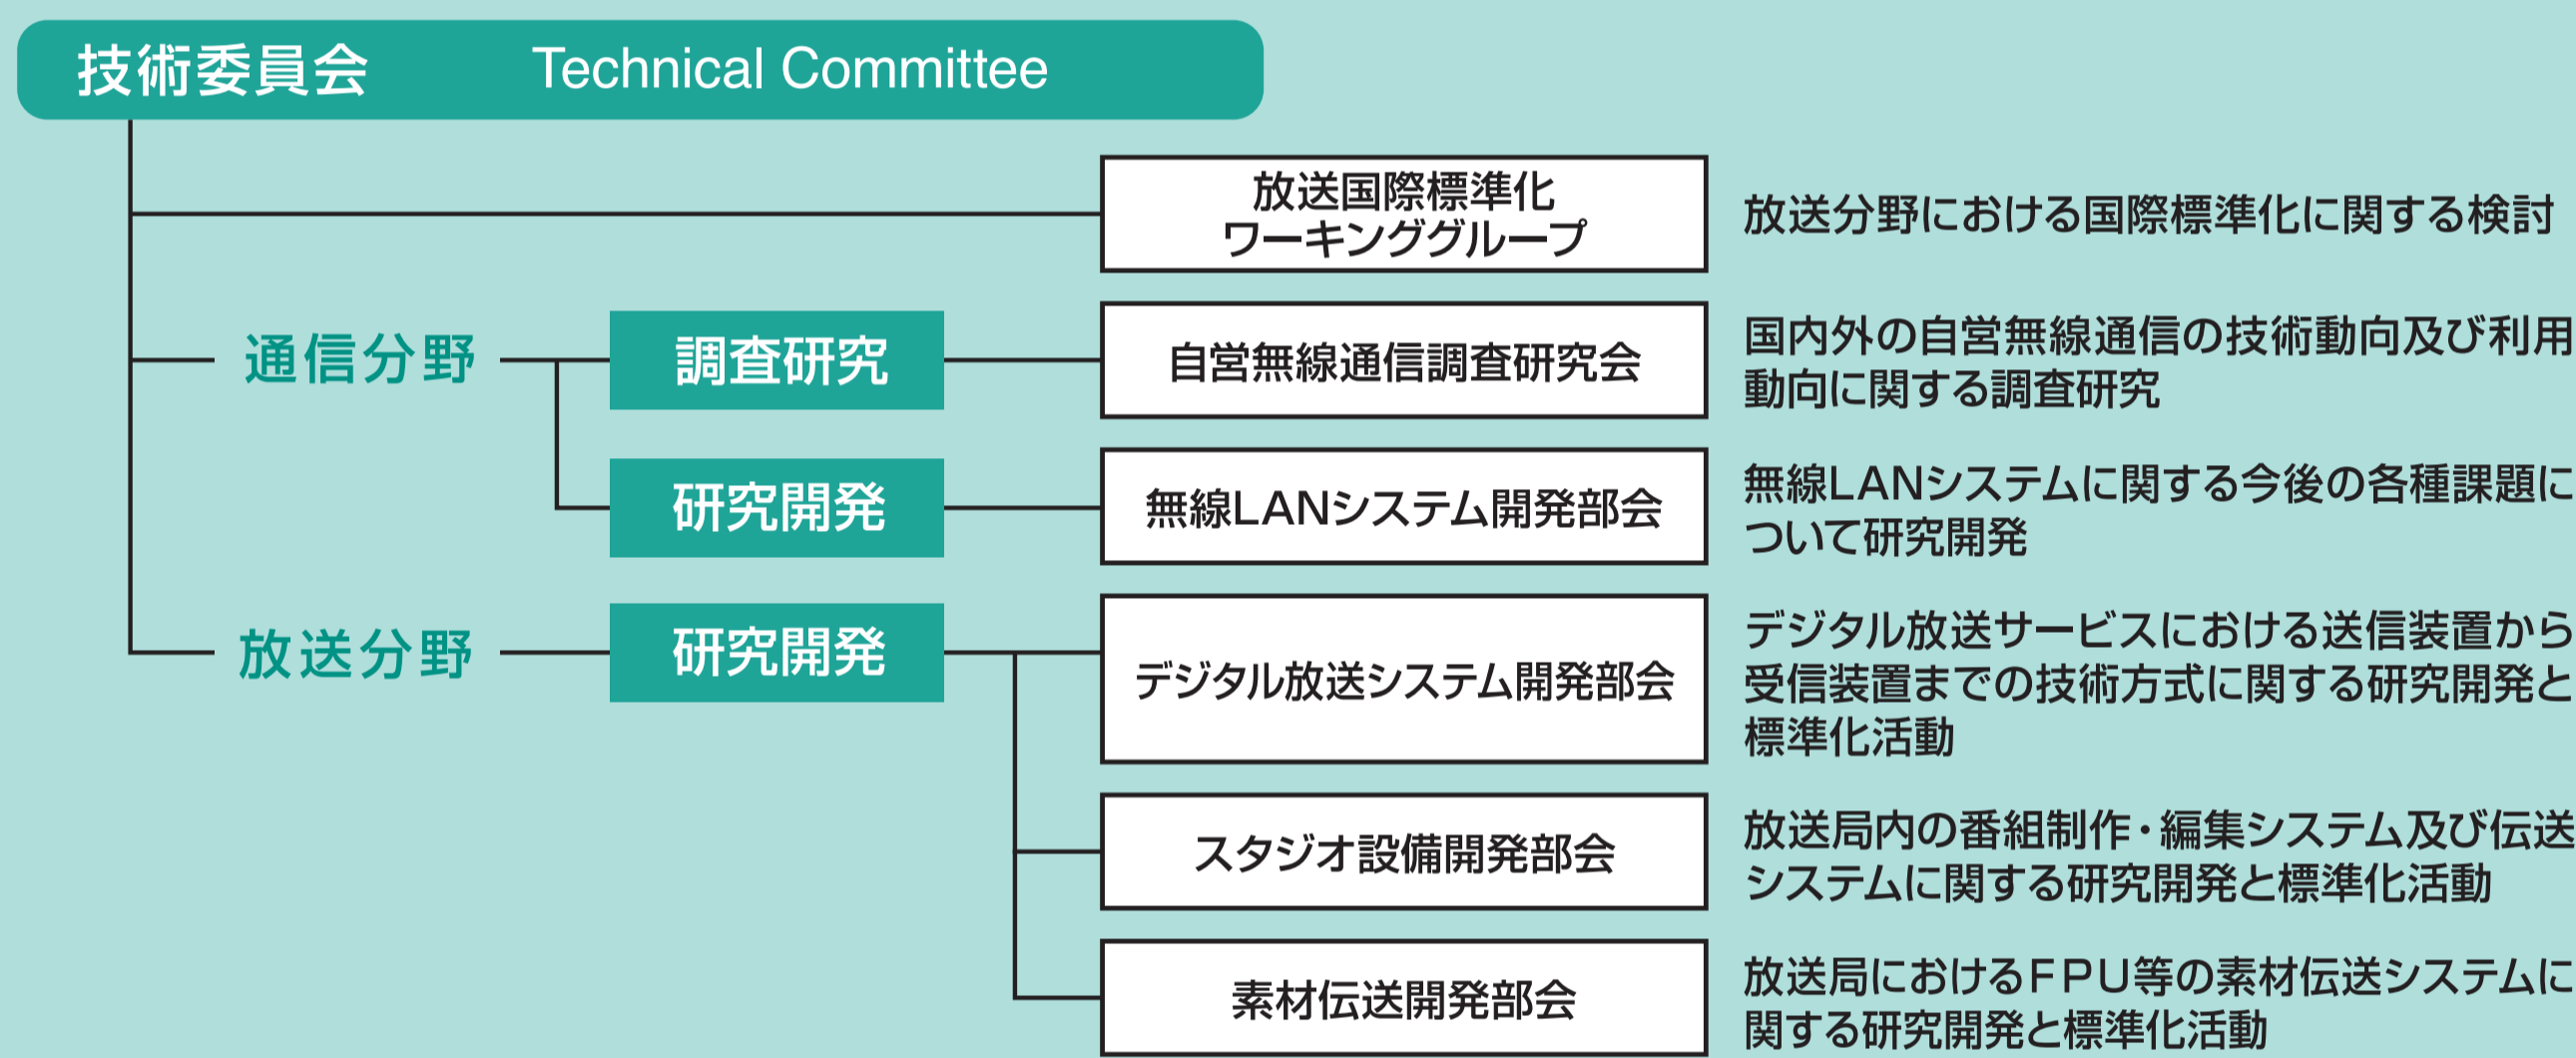 技術委員会 Technical Committee
放送国際標準化
ワーキンググループ
放送分野における国際標準化に関する検討
通信分野
調査研究
自営無線通信調査研究会
国内外の自営無線通信の技術動向及び利用
動向に関する調査研究
研究開発
無線LANシステム開発部会
無線LANシステムに関する今後の各種課題に
ついて研究開発
放送分野
研究開発
デジタル放送システム開発部会
デジタル放送サービスにおける送信装置から
受信装置までの技術方式に関する研究開発と
標準化活動
スタジオ設備開発部会
放送局内の番組制作・編集システム及び伝送
システムに関する研究開発と標準化活動
素材伝送開発部会
放送局におけるFPU等の素材伝送システムに
関する研究開発と標準化活動